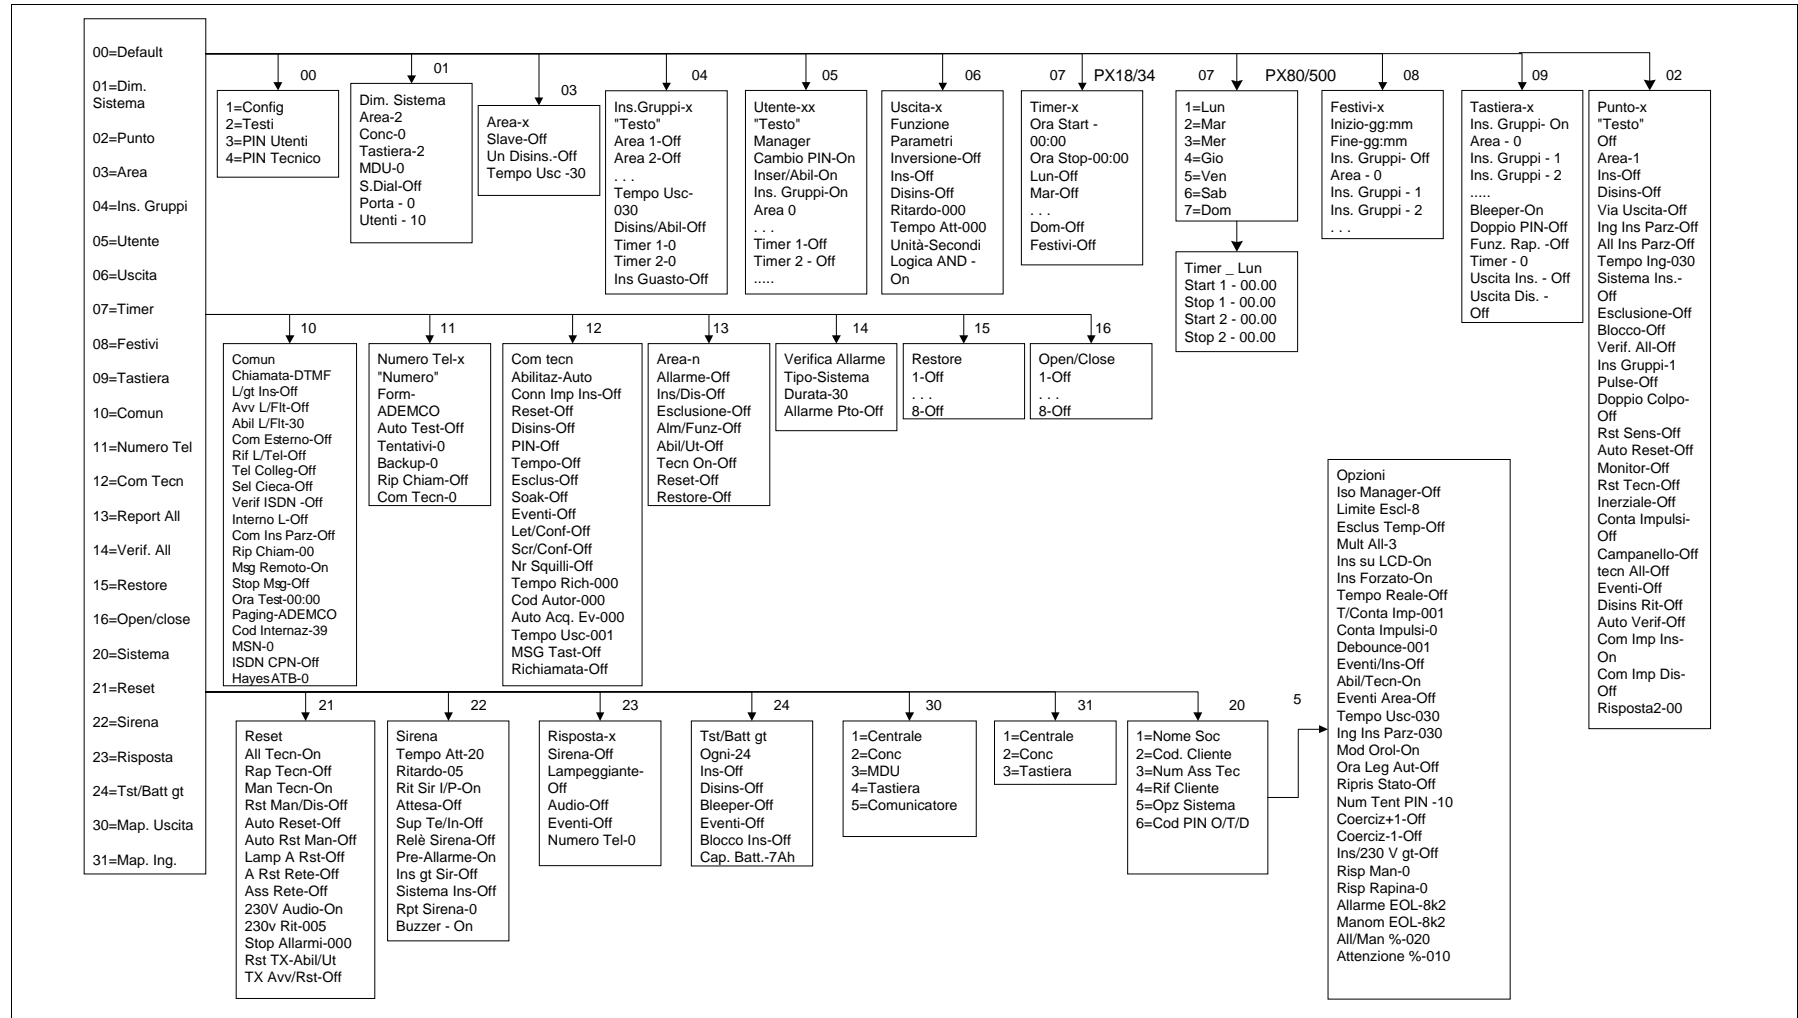 00=Default
01=Dim.
Sistema
02=Punto
03=Area
04=Ins. Gruppi
05=Utente
06=Uscita
07=Timer
08=Festivi
09=Tastiera
10=Comun
11=Numero Tel
12=Com Tecn
13=Report All
14=Verif. All
15=Restore
16=Open/close
20=Sistema
21=Reset
22=Sirena
23=Risposta
24=Tst/Batt gt
30=Map. Uscita
31=Map. Ing.
00
1=Config
2=Testi
3=PIN Utenti
4=PIN Tecnico
01
Dim. Sistema
Area-2
Conc-0
Tastiera-2
MDU-0
S.Dial-Off
Porta - 0
Utenti - 10
03
Area-x
Slave-Off
Un Disins.-Off
Tempo Usc -30
04
Ins.Gruppi-x
"Testo"
Area 1-Off
Area 2-Off
. . .
Tempo Usc-
030
Disins/Abil-Off
Timer 1-0
Timer 2-0
Ins Guasto-Off
05
Utente-xx
"Testo"
Manager
Cambio PIN-On
Inser/Abil-On
Ins. Gruppi-On
Area 0
. . .
Timer 1-Off
Timer 2 - Off
.....
06
Uscita-x
Funzione
Parametri
Inversione-Off
Ins-Off
Disins-Off
Ritardo-000
Tempo Att-000
Unità-Secondi
Logica AND -
On
07
PX18/34
Timer-x
Ora Start -
00:00
Ora Stop-00:00
Lun-Off
Mar-Off
. . .
Dom-Off
Festivi-Off
07
PX80/500
1=Lun
2=Mar
3=Mer
4=Gio
5=Ven
6=Sab
7=Dom
Timer _ Lun
Start 1 - 00.00
Stop 1 - 00.00
Start 2 - 00.00
Stop 2 - 00.00
08
Festivi-x
Inizio-gg:mm
Fine-gg:mm
Ins. Gruppi- Off
Area - 0
Ins. Gruppi - 1
Ins. Gruppi - 2
. . .
09
Tastiera-x
Ins. Gruppi- On
Area - 0
Ins. Gruppi - 1
Ins. Gruppi - 2
.....
Bleeper-On
Doppio PIN-Off
Funz. Rap. -Off
Timer - 0
Uscita Ins. - Off
Uscita Dis. -
Off
02
Punto-x
"Testo"
Off
Area-1
Ins-Off
Disins-Off
Via Uscita-Off
Ing Ins Parz-Off
All Ins Parz-Off
Tempo Ing-030
Sistema Ins.-
Off
Esclusione-Off
Blocco-Off
Verif. All-Off
Ins Gruppi-1
Pulse-Off
Doppio Colpo-
Off
Rst Sens-Off
Auto Reset-Off
Monitor-Off
Rst Tecn-Off
Inerziale-Off
Conta Impulsi-
Off
Campanello-Off
tecn All-Off
Eventi-Off
Disins Rit-Off
Auto Verif-Off
Com Imp Ins-
On
Com Imp Dis-
Off
Risposta2-00
10
Comun
Chiamata-DTMF
L/gt Ins-Off
Avv L/Flt-Off
Abil L/Flt-30
Com Esterno-Off
Rif L/Tel-Off
Tel Colleg-Off
Sel Cieca-Off
Verif ISDN -Off
Interno L-Off
Com Ins Parz-Off
Rip Chiam-00
Msg Remoto-On
Stop Msg-Off
Ora Test-00:00
Paging-ADEMCO
Cod Internaz-39
MSN-0
ISDN CPN-Off
HayesATB-0
11
Numero Tel-x
"Numero"
Form-
ADEMCO
Auto Test-Off
Tentativi-0
Backup-0
Rip Chiam-Off
Com Tecn-0
12
Com tecn
Abilitaz-Auto
Conn Imp Ins-Off
Reset-Off
Disins-Off
PIN-Off
Tempo-Off
Esclus-Off
Soak-Off
Eventi-Off
Let/Conf-Off
Scr/Conf-Off
Nr Squilli-Off
Tempo Rich-000
Cod Autor-000
Auto Acq. Ev-000
Tempo Usc-001
MSG Tast-Off
Richiamata-Off
13
Area-n
Allarme-Off
Ins/Dis-Off
Esclusione-Off
Alm/Funz-Off
Abil/Ut-Off
Tecn On-Off
Reset-Off
Restore-Off
14
Verifica Allarme
Tipo-Sistema
Durata-30
Allarme Pto-Off
15
Restore
1-Off
. . .
8-Off
16
Open/Close
1-Off
. . .
8-Off
21
Reset
All Tecn-On
Rap Tecn-Off
Man Tecn-On
Rst Man/Dis-Off
Auto Reset-Off
Auto Rst Man-Off
Lamp A Rst-Off
A Rst Rete-Off
Ass Rete-Off
230V Audio-On
230v Rit-005
Stop Allarmi-000
Rst TX-Abil/Ut
TX Avv/Rst-Off
22
Sirena
Tempo Att-20
Ritardo-05
Rit Sir I/P-On
Attesa-Off
Sup Te/In-Off
Relè Sirena-Off
Pre-Allarme-On
Ins gt Sir-Off
Sistema Ins-Off
Rpt Sirena-0
Buzzer - On
23
Risposta-x
Sirena-Off
Lampeggiante-
Off
Audio-Off
Eventi-Off
Numero Tel-0
24
Tst/Batt gt
Ogni-24
Ins-Off
Disins-Off
Bleeper-Off
Eventi-Off
Blocco Ins-Off
Cap. Batt.-7Ah
30
1=Centrale
2=Conc
3=MDU
4=Tastiera
5=Comunicatore
31
1=Centrale
2=Conc
3=Tastiera
20
1=Nome Soc
2=Cod. Cliente
3=Num Ass Tec
4=Rif Cliente
5=Opz Sistema
6=Cod PIN O/T/D
5
Opzioni
Iso Manager-Off
Limite Escl-8
Esclus Temp-Off
Mult All-3
Ins su LCD-On
Ins Forzato-On
Tempo Reale-Off
T/Conta Imp-001
Conta Impulsi-0
Debounce-001
Eventi/Ins-Off
Abil/Tecn-On
Eventi Area-Off
Tempo Usc-030
Ing Ins Parz-030
Mod Orol-On
Ora Leg Aut-Off
Ripris Stato-Off
Num Tent PIN -10
Coerciz+1-Off
Coerciz-1-Off
Ins/230 V gt-Off
Risp Man-0
Risp Rapina-0
Allarme EOL-8k2
Manom EOL-8k2
All/Man %-020
Attenzione %-010